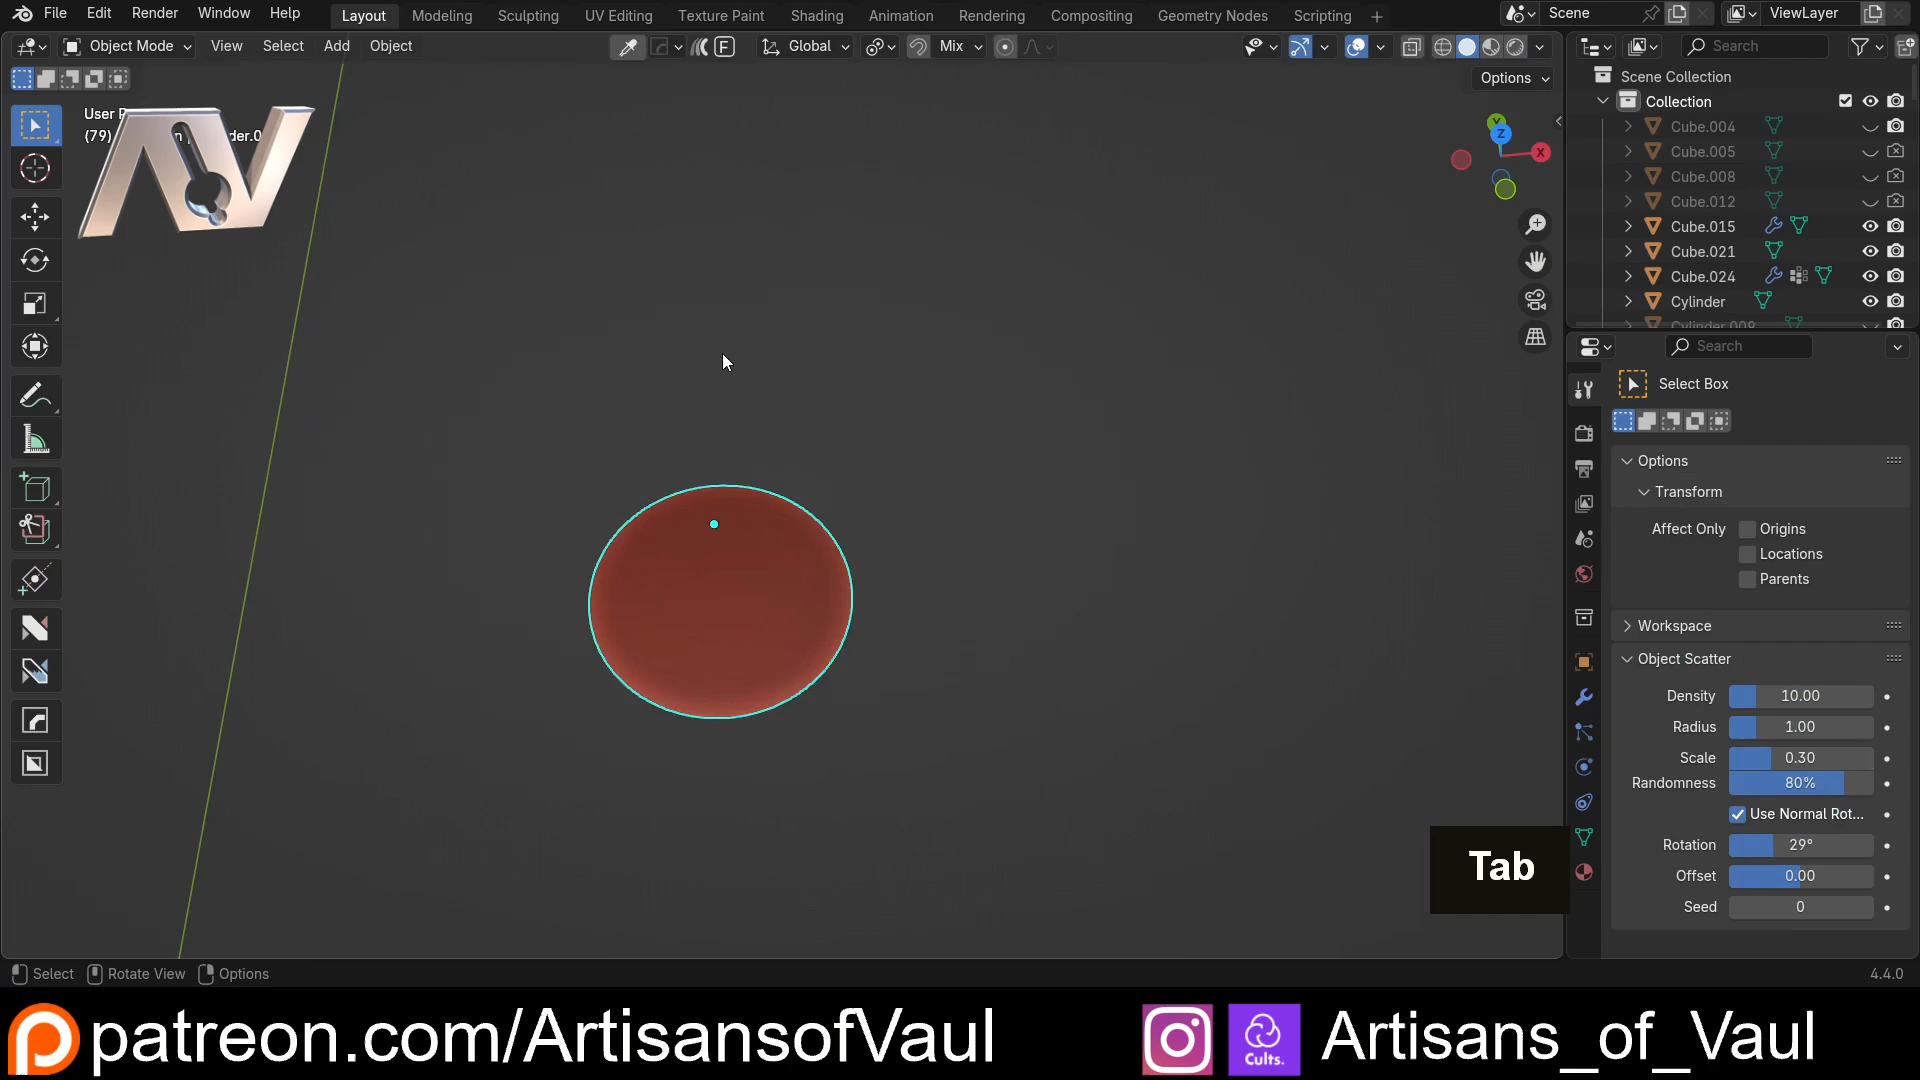 File Edit Render Window Help Layout Modeling Sculpting UV Editing Texture Paint Shading Animation Rendering Compositing Geometry Nodes Scripting + Scene ViewLayer
Object Mode View Select Add Object Global Mix Search
Options
User
(79)
Scene Collection
Collection
Cube.004
Cube.005
Cube.008
Cube.012
Cube.015
Cube.021
Cube.024
Cylinder
Cylinder.009
Y
Z
X
Search
Select Box
Options
Transform
Affect Only Origins
Locations
Parents
Workspace
Object Scatter
Density 10.00
Radius 1.00
Scale 0.30
Randomness 80%
Use Normal Rot...
Rotation 29°
Offset 0.00
Seed 0
Tab
Select Rotate View Options 4.4.0
patreon.com/ArtisansofVaul Cults. Artisans_of_Vaul